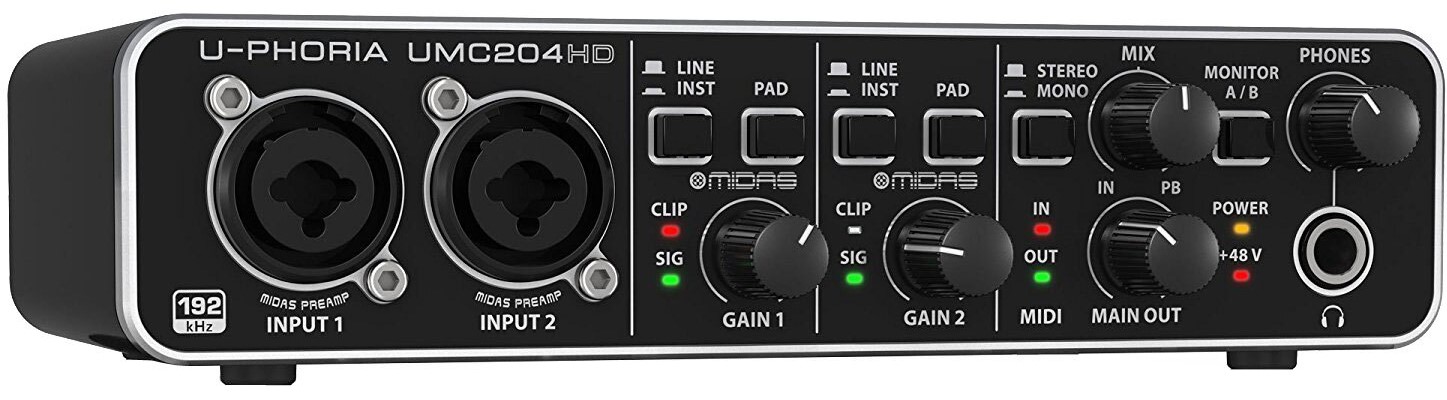 U-PHORIA UMC204HD
MIDAS PREAMP
INPUT 1
MIDAS PREAMP
INPUT 2
192
kHz
LINE
INST
PAD
MIDAS
CLIP
SIG
GAIN 1
LINE
INST
PAD
MIDAS
CLIP
SIG
GAIN 2
STEREO
MONO
MIX
IN PB
MONITOR
A / B
PHONES
IN
OUT
MIDI
MAIN OUT
POWER
+48 V